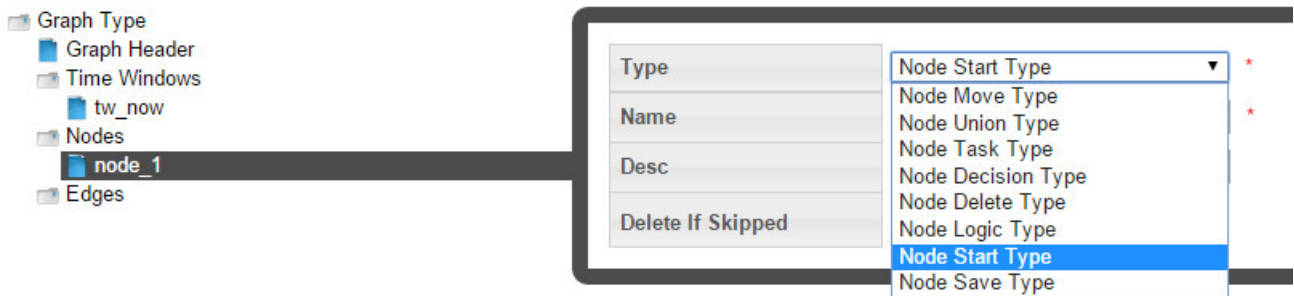 Graph Type
Graph Header
Time Windows
tw_now
Nodes
node_1
Edges
Type
Node Start Type
*
Name
*
Desc
Delete If Skipped
Node Move Type
Node Union Type
Node Task Type
Node Decision Type
Node Delete Type
Node Logic Type
Node Start Type
Node Save Type